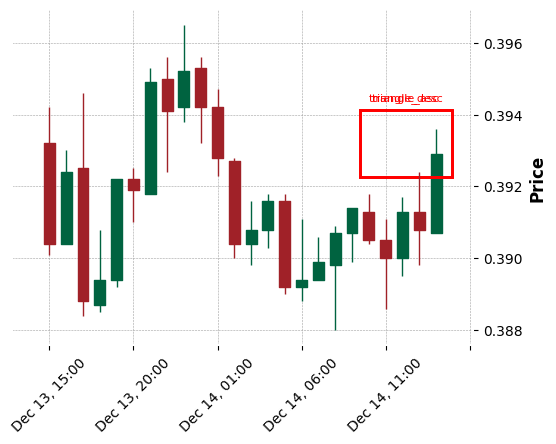 0.396
0.394
0.392
0.390
0.388
Price
Dec 13, 15:00
Dec 13, 20:00
Dec 14, 01:00
Dec 14, 06:00
Dec 14, 11:00